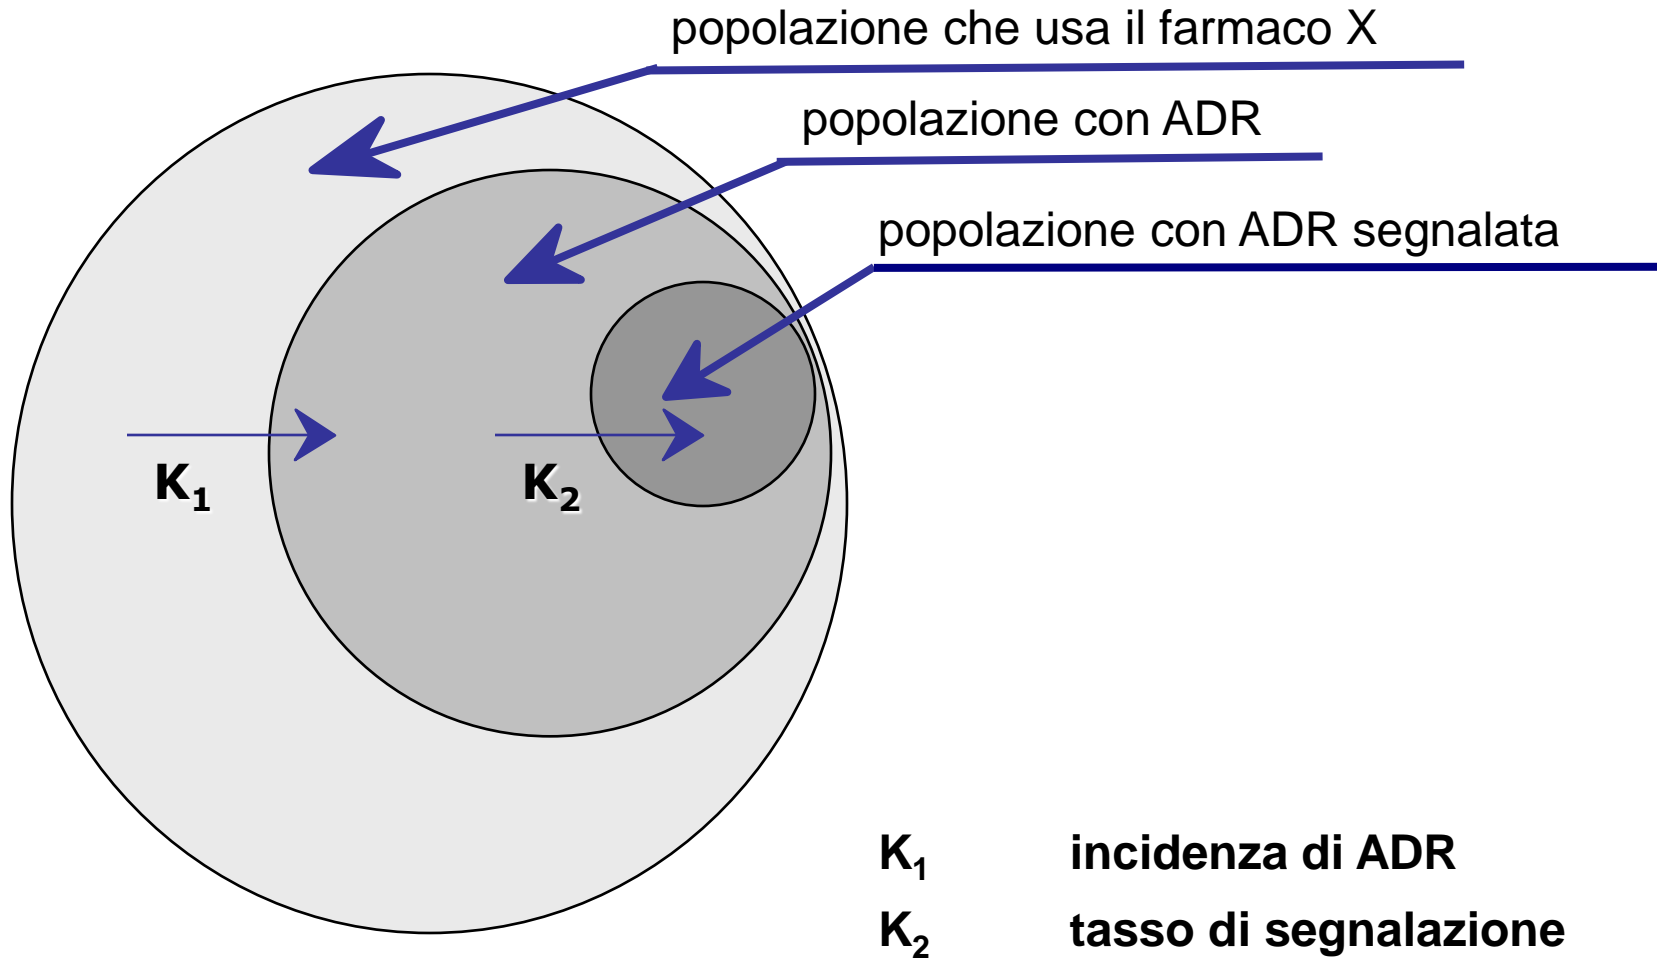 popolazione che usa il farmaco X
popolazione con ADR
popolazione con ADR segnalata
K₁
K₂
K₁ incidenza di ADR
K₂ tasso di segnalazione